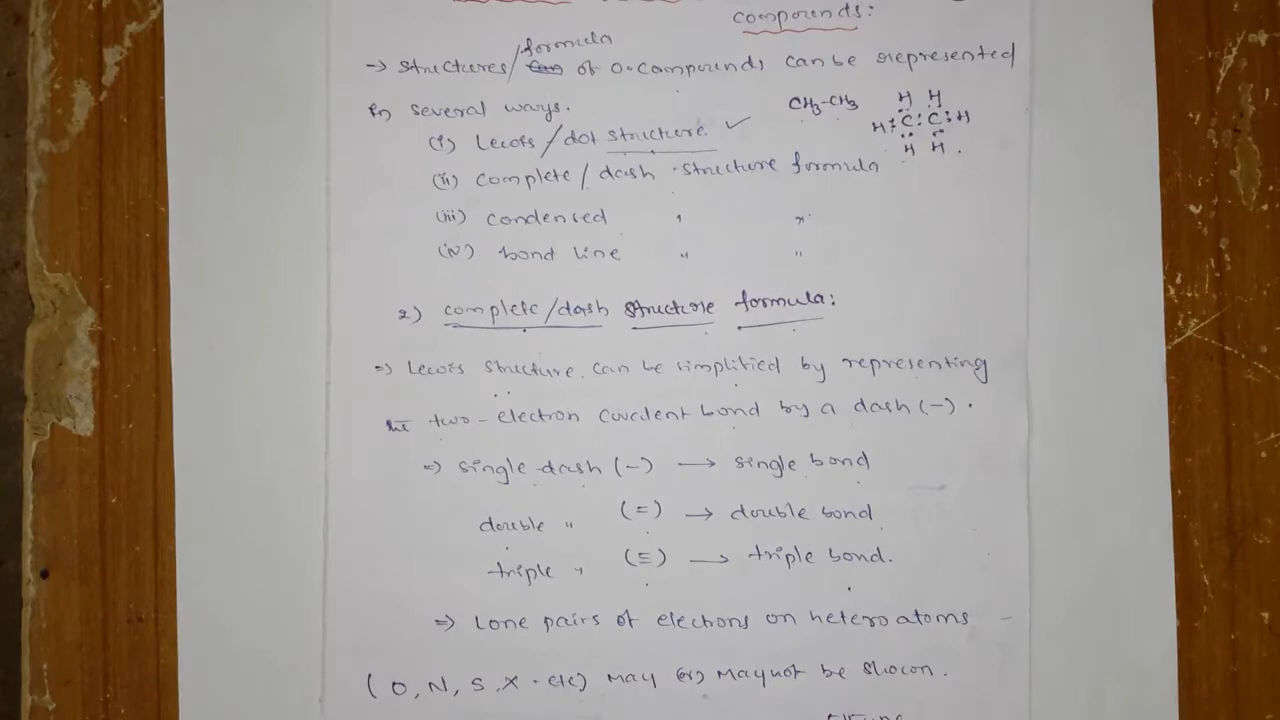 compounds:
→ structures/formula of O.compounds can be represented
in several ways.
CH3-CH3
H H
H:C:C:H
H H
(i) Lewis/dot structure. ✓
(ii) complete/dash structure formula
(iii) condensed " "
(iv) bond line " "
2) complete/dash structure formula:
⇒ Lewis structure can be simplified by representing
the two-electron covalent bond by a dash (-).
⇒ single dash (-) → single bond
double " (=) → double bond
triple " (≡) → triple bond.
⇒ Lone pairs of electrons on heteroatoms
(O, N, S, X. etc) may (or) may not be shown.